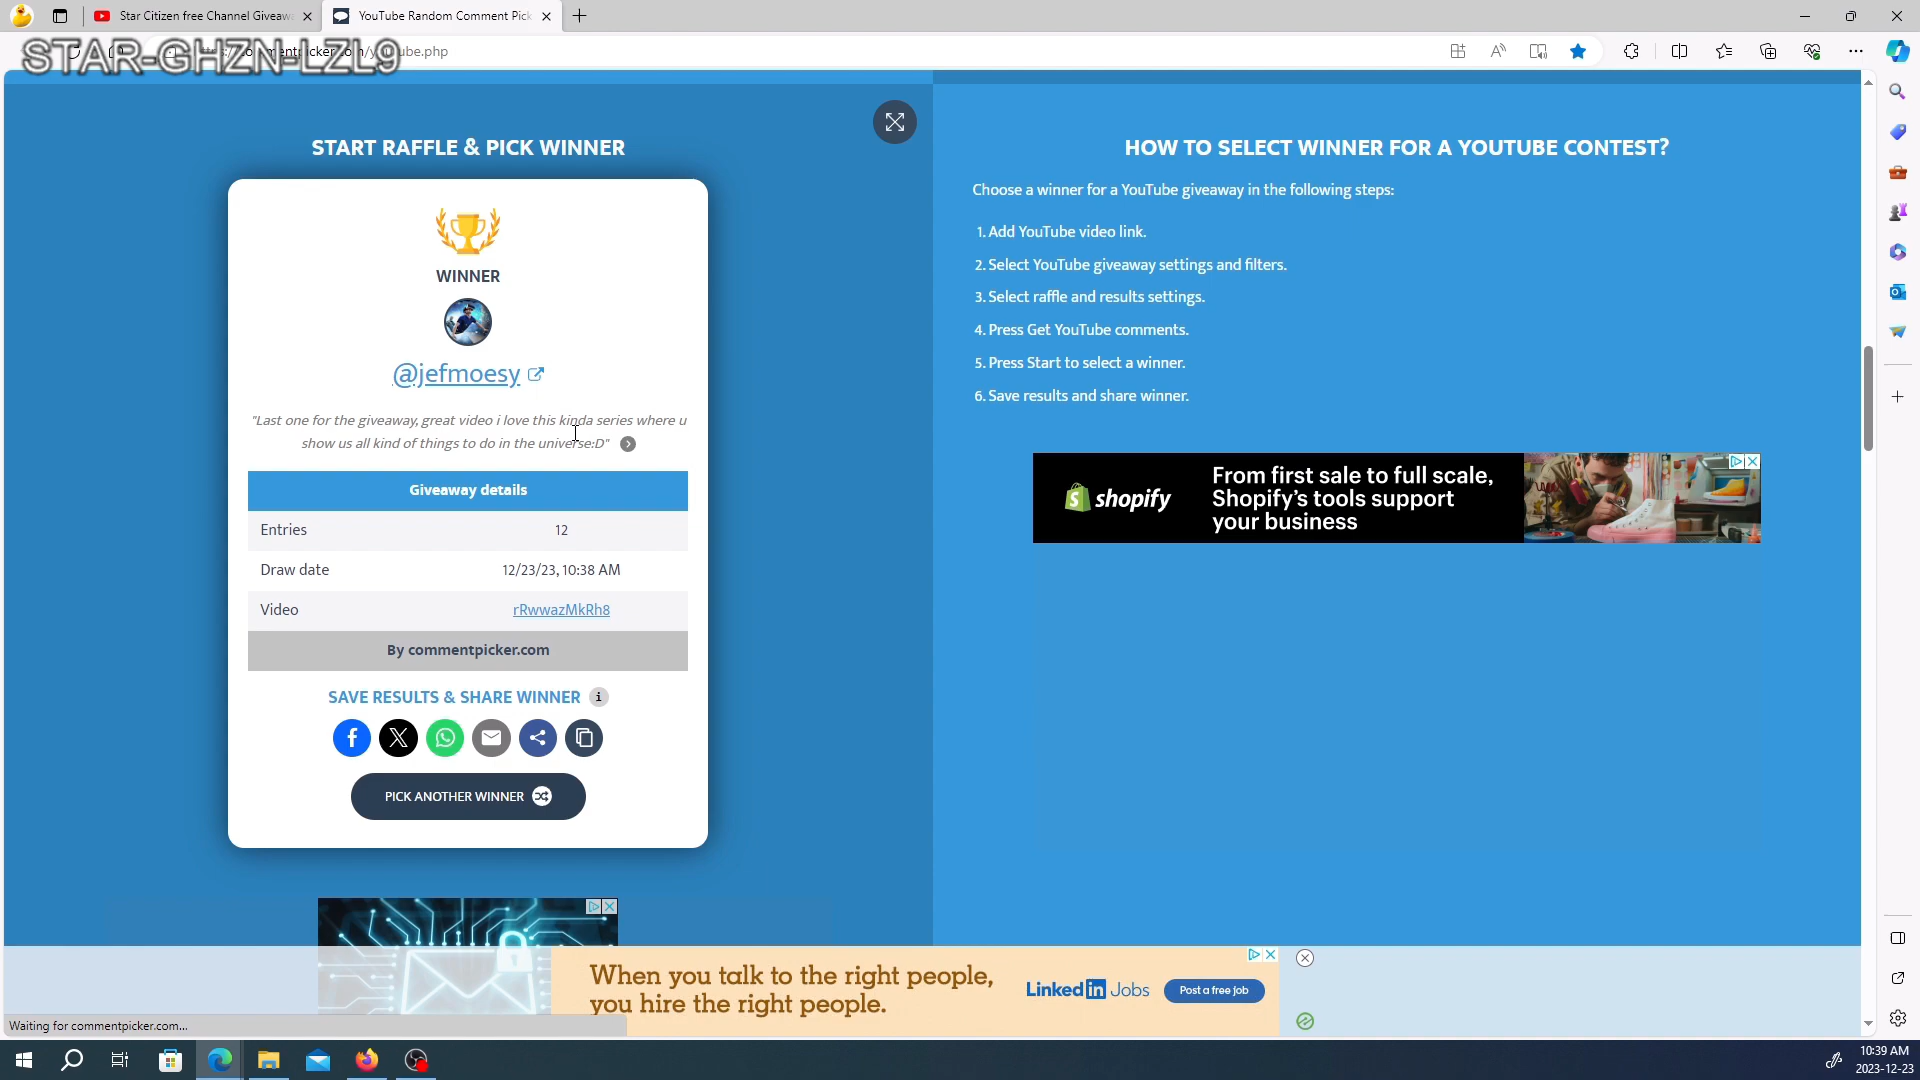 Star Citizen free Channel Giveaw
YouTube Random Comment Pick
STAR-GHZN-LZL9
START RAFFLE & PICK WINNER
WINNER
@jefmoesy
"Last one for the giveaway, great video i love this kinda series where u
show us all kind of things to do in the universe:D"
Giveaway details
Entries 12
Draw date 12/23/23, 10:38 AM
Video rRwwazMkRh8
By commentpicker.com
SAVE RESULTS & SHARE WINNER i
PICK ANOTHER WINNER
HOW TO SELECT WINNER FOR A YOUTUBE CONTEST?
Choose a winner for a YouTube giveaway in the following steps:
1. Add YouTube video link.
2. Select YouTube giveaway settings and filters.
3. Select raffle and results settings.
4. Press Get YouTube comments.
5. Press Start to select a winner.
6. Save results and share winner.
shopify
From first sale to full scale,
Shopify's tools support
your business
When you talk to the right people,
you hire the right people.
LinkedIn Jobs
Post a free job
Waiting for commentpicker.com...
10:39 AM
2023-12-23